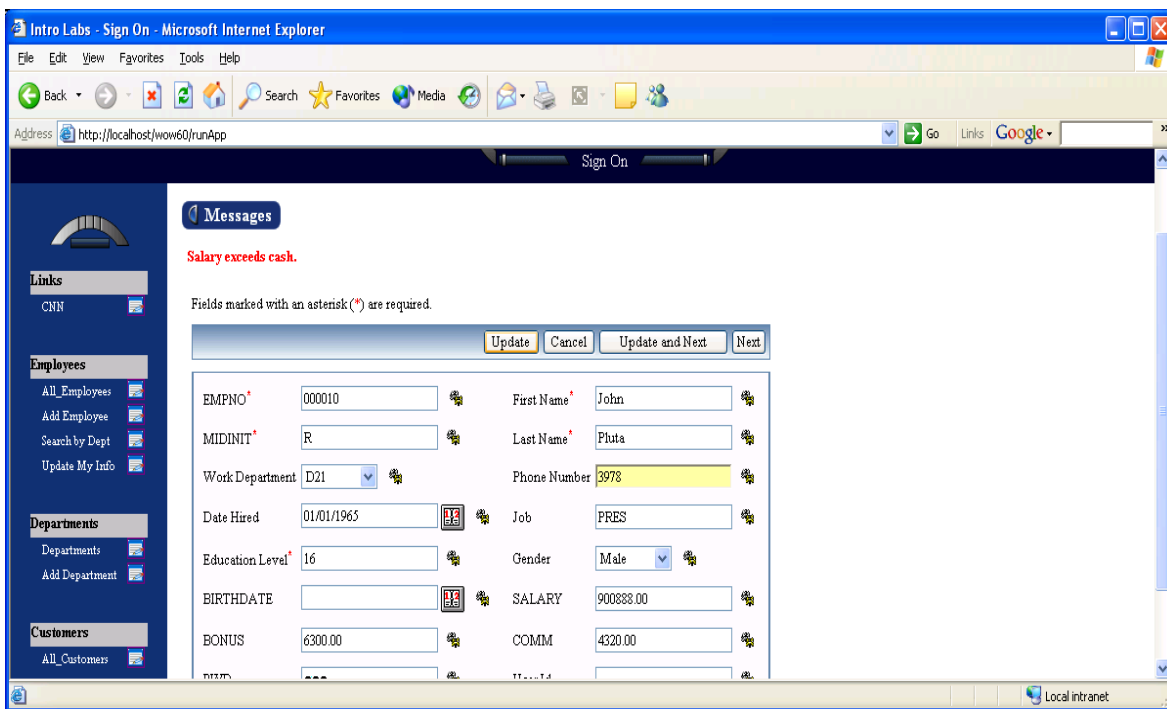 Intro Labs - Sign On - Microsoft Internet Explorer
File Edit View Favorites Tools Help
Back Search Favorites Media
Address http://localhost/wow60/runApp Go Links Google »
Sign On
Messages
Salary exceeds cash.
Links
CNN
Fields marked with an asterisk (*) are required.
Update Cancel Update and Next Next
Employees
All_Employees
Add Employee
Search by Dept
Update My Info
Departments
Departments
Add Department
Customers
All_Customers
EMPNO* 000010 First Name* John
MIDINIT* R Last Name* Pluta
Work Department D21 Phone Number 3978
Date Hired 01/01/1965 Job PRES
Education Level* 16 Gender Male
BIRTHDATE SALARY 900888.00
BONUS 6300.00 COMM 4320.00
Local intranet